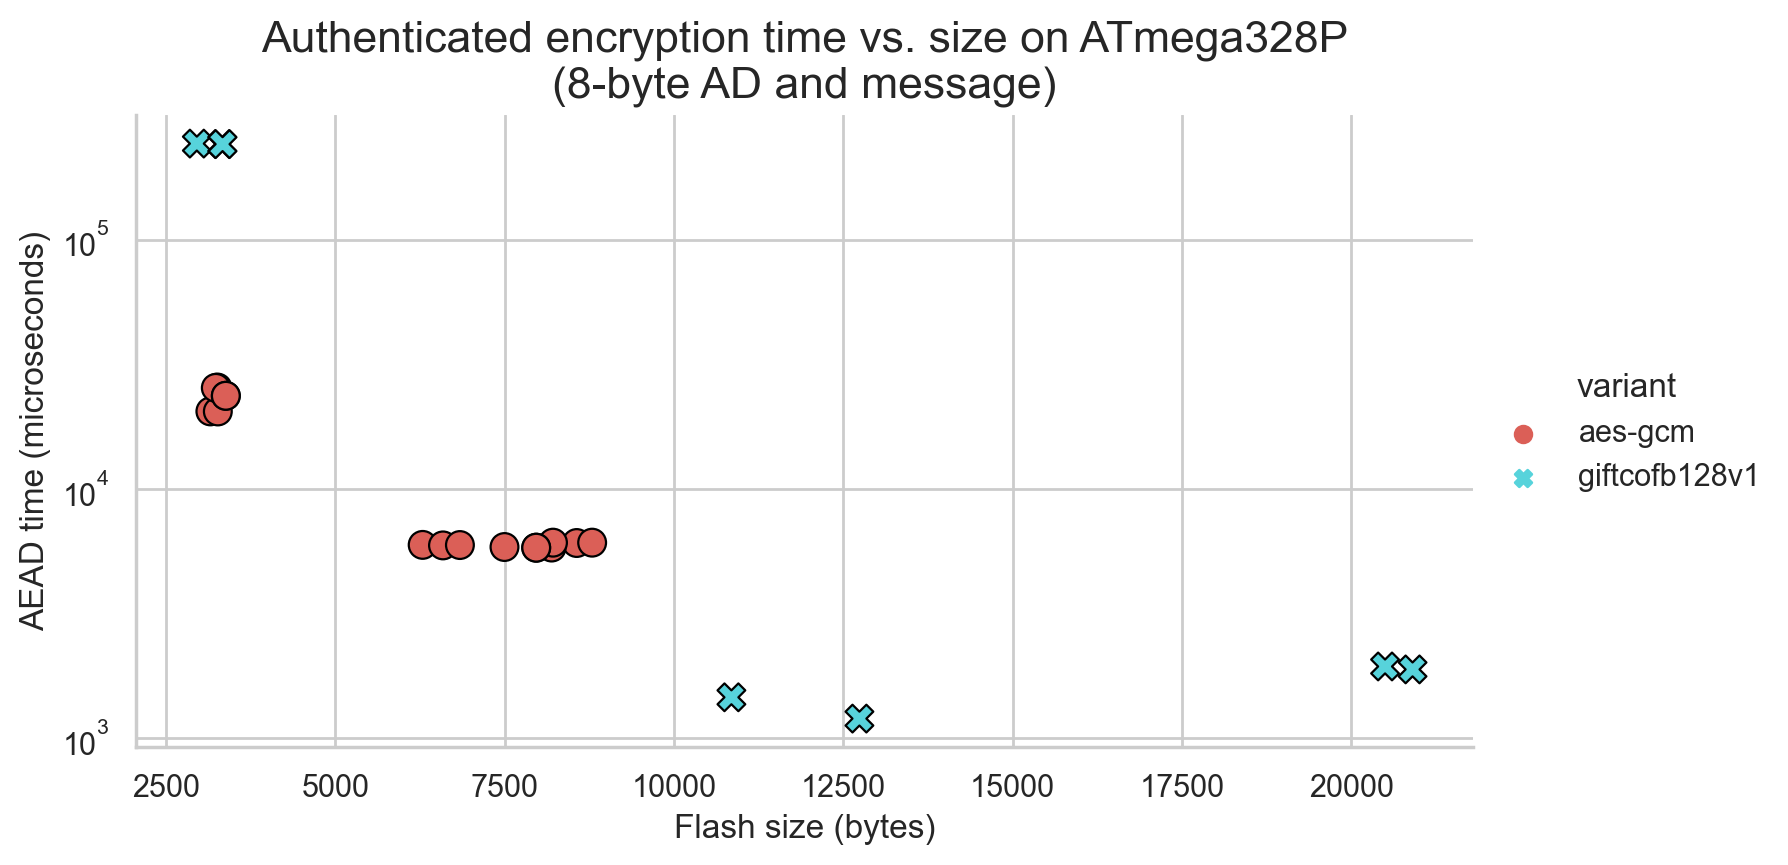 Authenticated encryption time vs. size on ATmega328P
(8-byte AD and message)
AEAD time (microseconds)
10^5
10^4
10^3
2500 5000 7500 10000 12500 15000 17500 20000
Flash size (bytes)
variant
aes-gcm
giftcofb128v1